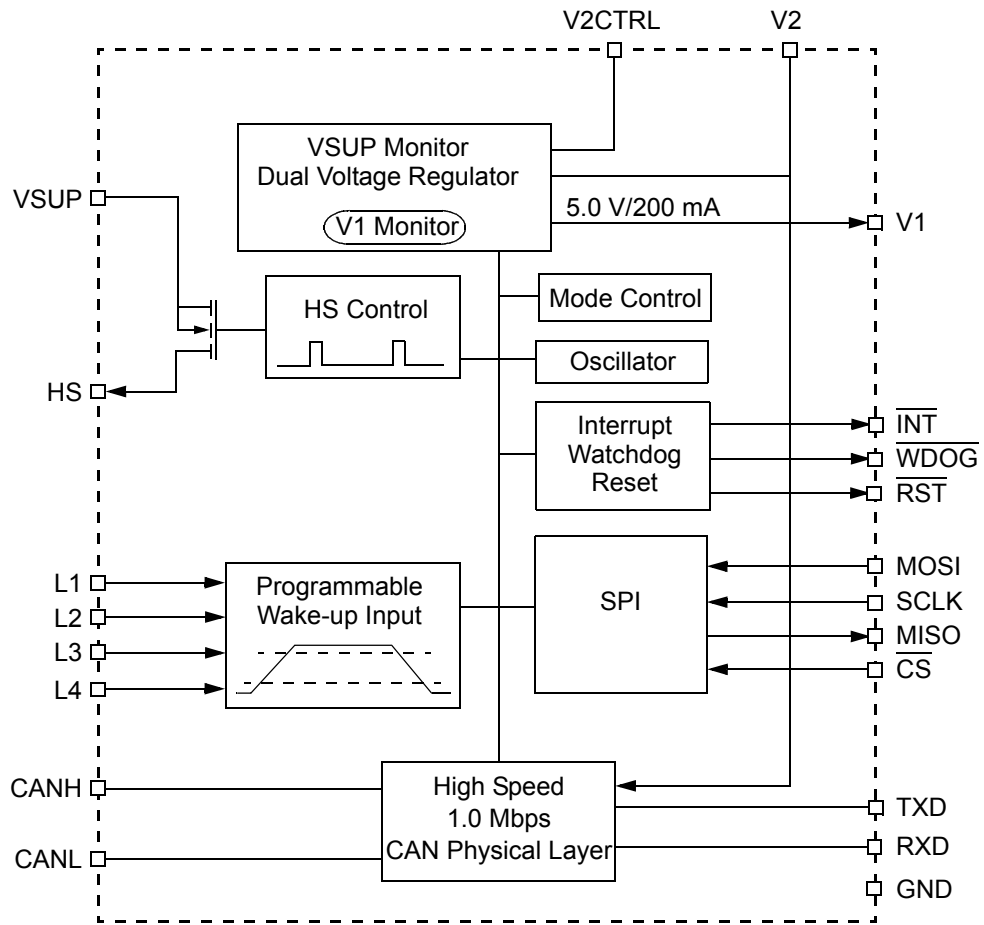 V2CTRL
V2
VSUP Monitor
Dual Voltage Regulator
V1 Monitor
VSUP
5.0 V/200 mA
V1
HS Control
Mode Control
Oscillator
HS
Interrupt
Watchdog
Reset
INT
WDOG
RST
L1
L2
L3
L4
Programmable
Wake-up Input
SPI
MOSI
SCLK
MISO
CS
CANH
CANL
High Speed
1.0 Mbps
CAN Physical Layer
TXD
RXD
GND